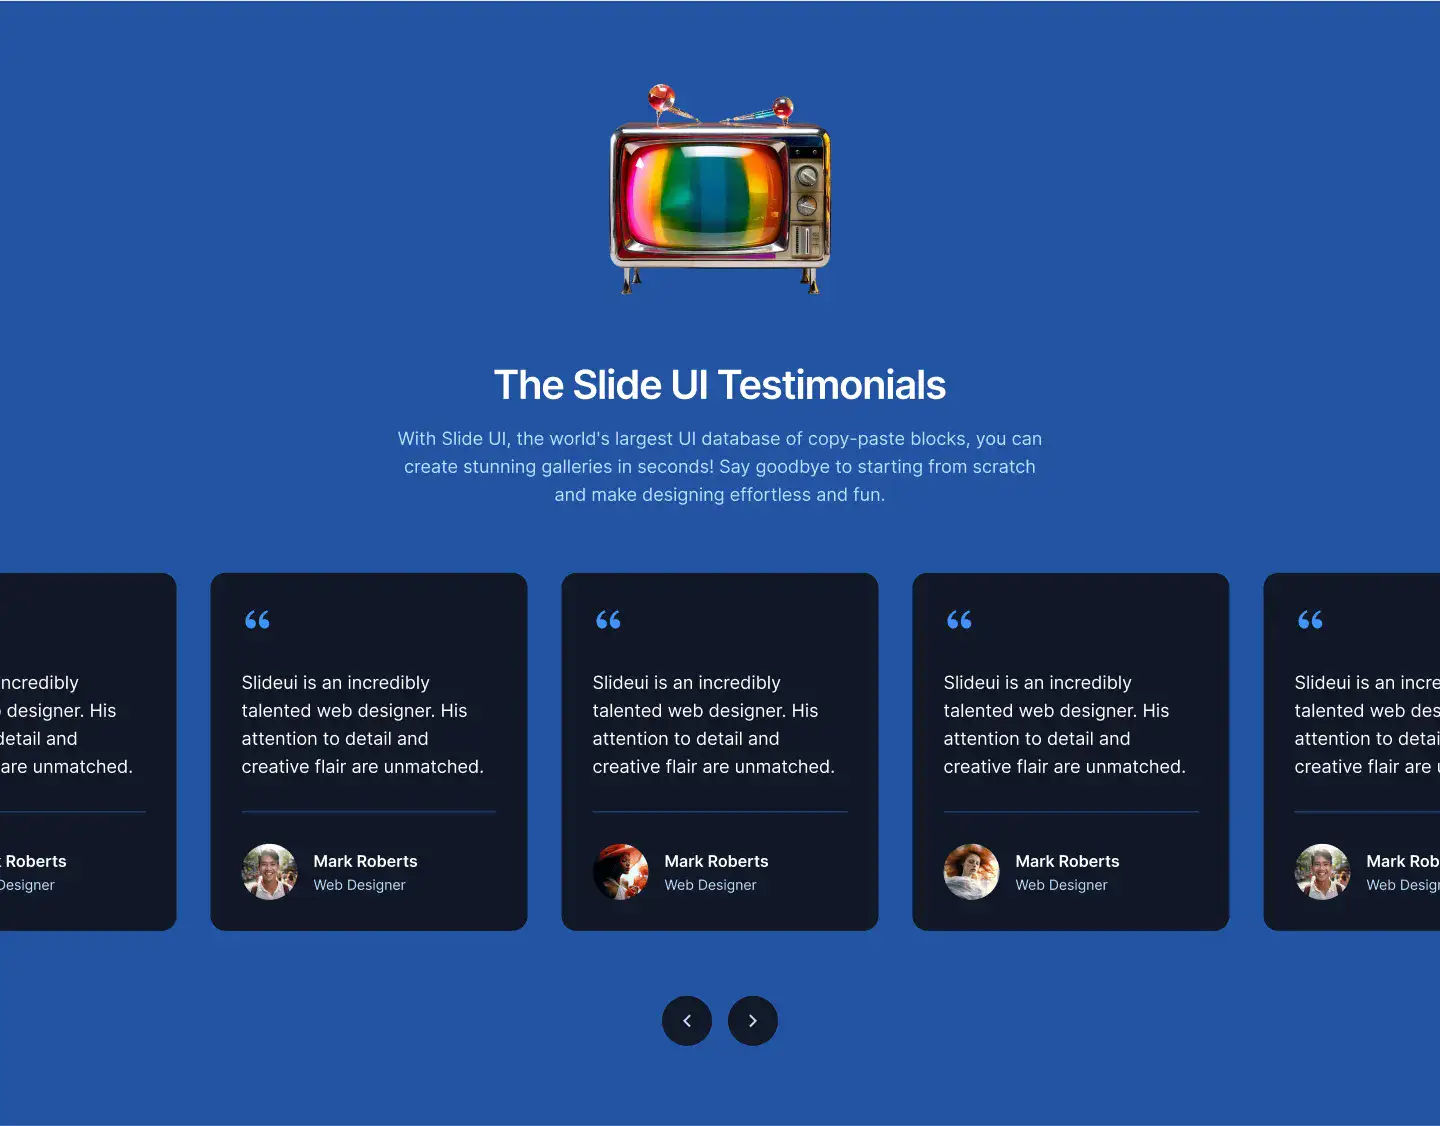 The Slide UI Testimonials
With Slide UI, the world's largest UI database of copy-paste blocks, you can
create stunning galleries in seconds! Say goodbye to starting from scratch
and make designing effortless and fun.
ncredibly
designer. His
detail and
are unmatched.
Roberts
Designer
“
Slideui is an incredibly
talented web designer. His
attention to detail and
creative flair are unmatched.
Mark Roberts
Web Designer
“
Slideui is an incredibly
talented web designer. His
attention to detail and
creative flair are unmatched.
Mark Roberts
Web Designer
“
Slideui is an incredibly
talented web designer. His
attention to detail and
creative flair are unmatched.
Mark Roberts
Web Designer
“
Slideui is an incre
talented web des
attention to detai
creative flair are
Mark Rob
Web Design